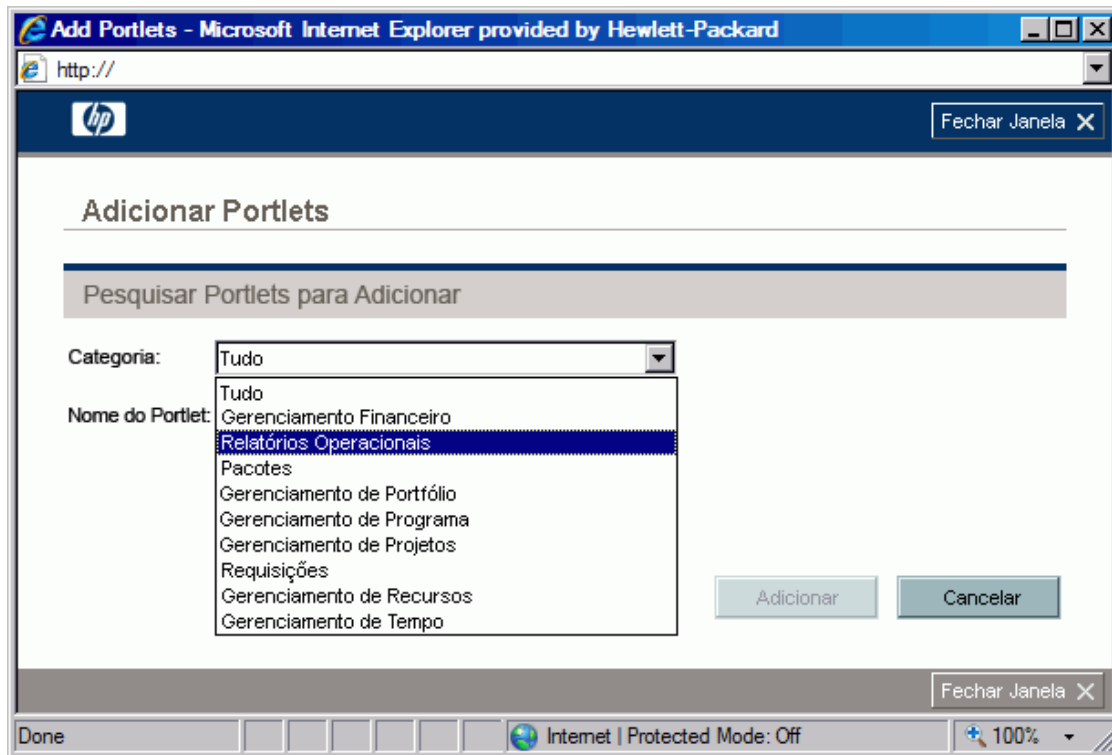 Add Portlets - Microsoft Internet Explorer provided by Hewlett-Packard
http://
hp
Fechar Janela X
Adicionar Portlets
Pesquisar Portlets para Adicionar
Categoria:
Tudo
Tudo
Nome do Portlet:
Gerenciamento Financeiro
Relatórios Operacionais
Pacotes
Gerenciamento de Portfólio
Gerenciamento de Programa
Gerenciamento de Projetos
Requisições
Gerenciamento de Recursos
Gerenciamento de Tempo
Adicionar
Cancelar
Fechar Janela X
Done
Internet | Protected Mode: Off
100%